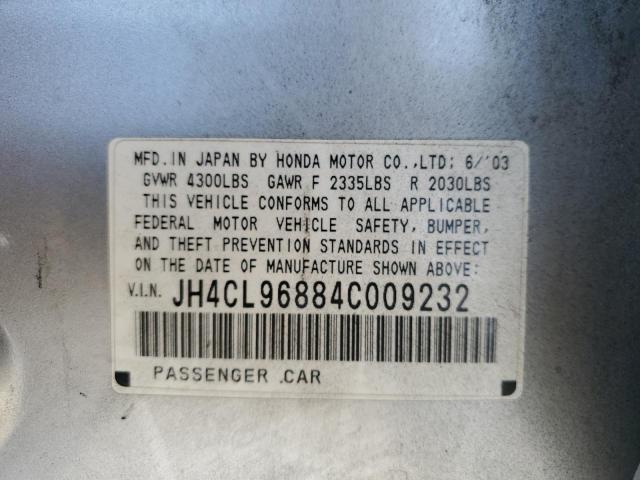 MFD. IN JAPAN BY HONDA MOTOR CO.,LTD: 6/'03
GVWR 4300LBS GAWR F 2335LBS R 2030LBS
THIS VEHICLE CONFORMS TO ALL APPLICABLE
FEDERAL MOTOR VEHICLE SAFETY, BUMPER,
AND THEFT PREVENTION STANDARDS IN EFFECT
ON THE DATE OF MANUFACTURE SHOWN ABOVE:
V.I.N. JH4CL96884C009232
PASSENGER CAR